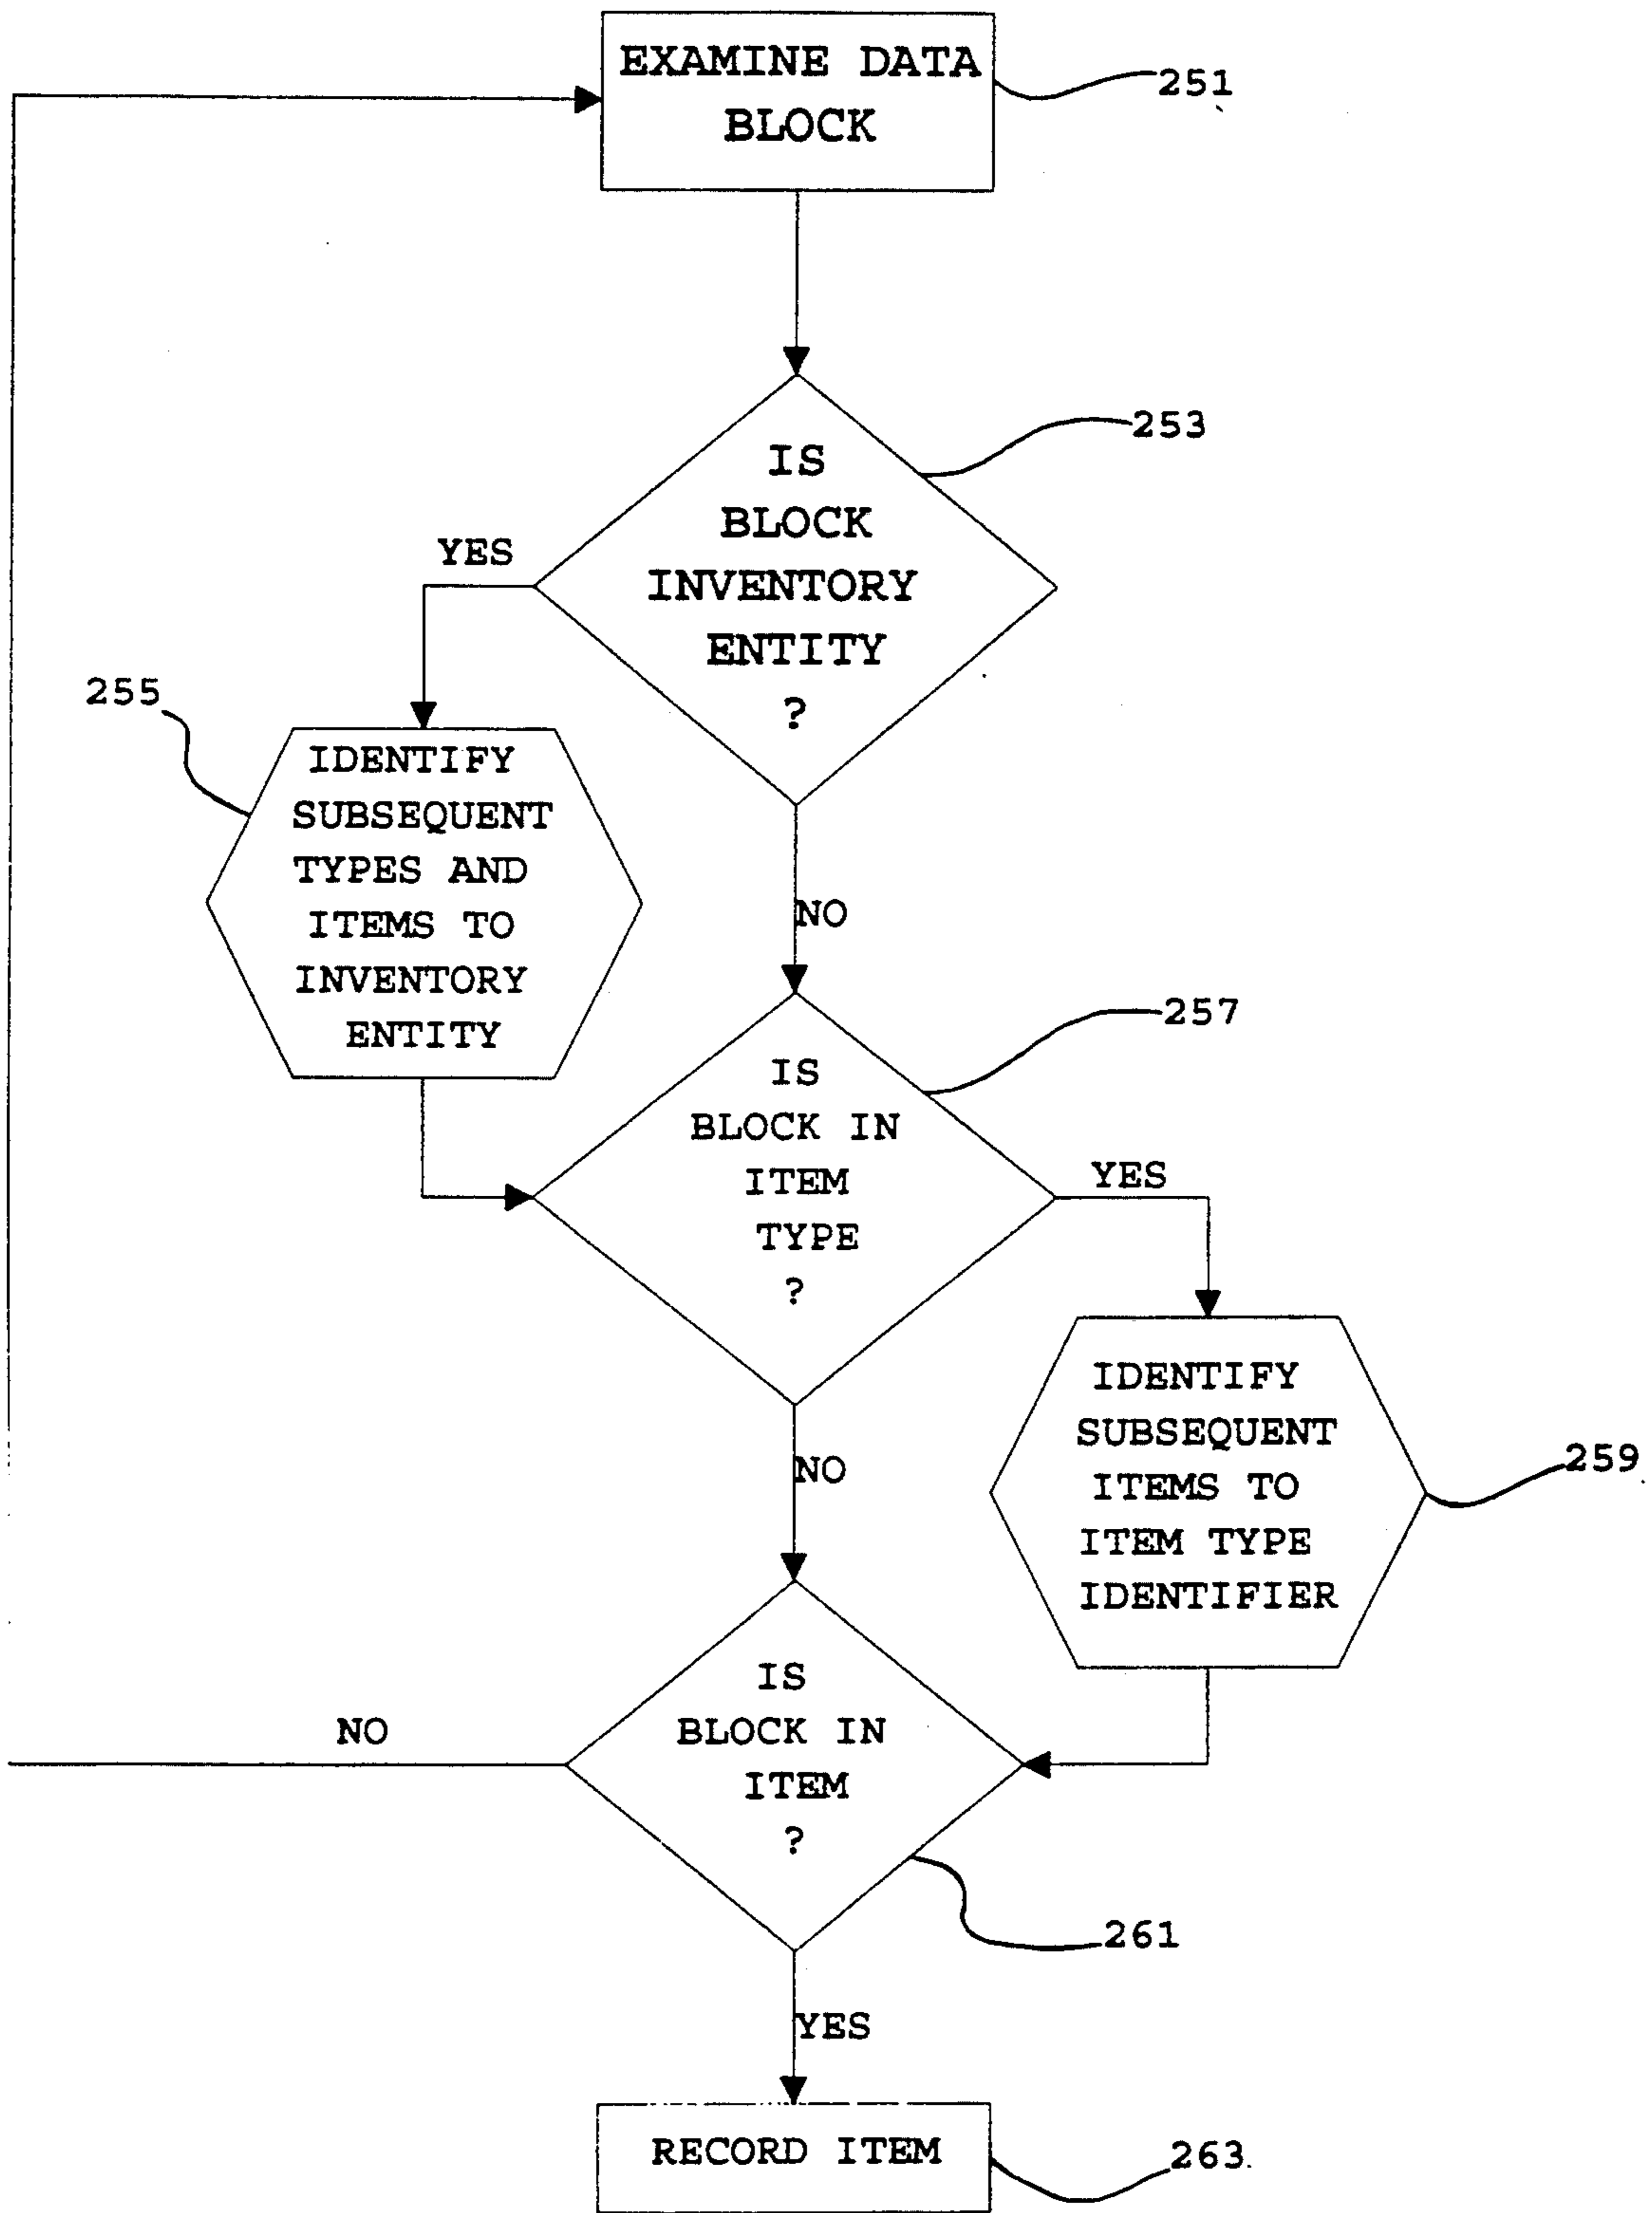 EXAMINE DATA
BLOCK
251
IS
BLOCK
INVENTORY
ENTITY
?
253
YES
255
IDENTIFY
SUBSEQUENT
TYPES AND
ITEMS TO
INVENTORY
ENTITY
NO
IS
BLOCK IN
ITEM
TYPE
?
257
YES
NO
IDENTIFY
SUBSEQUENT
ITEMS TO
ITEM TYPE
IDENTIFIER
259
IS
BLOCK IN
ITEM
?
NO
261
YES
RECORD ITEM
263